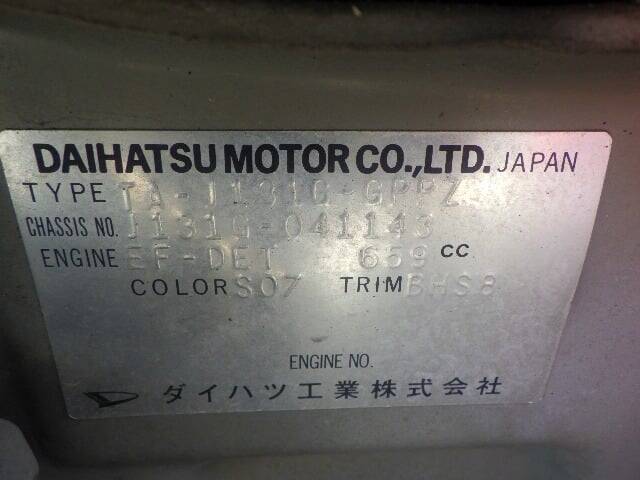 DAIHATSU MOTOR CO.,LTD. JAPAN
TYPE TA-J131G-GPPZ
CHASSIS NO. J131G-041143
ENGINE EF-DET 659 CC
COLOR S07 TRIM BHS8
ENGINE NO.
ダイハツ工業株式会社